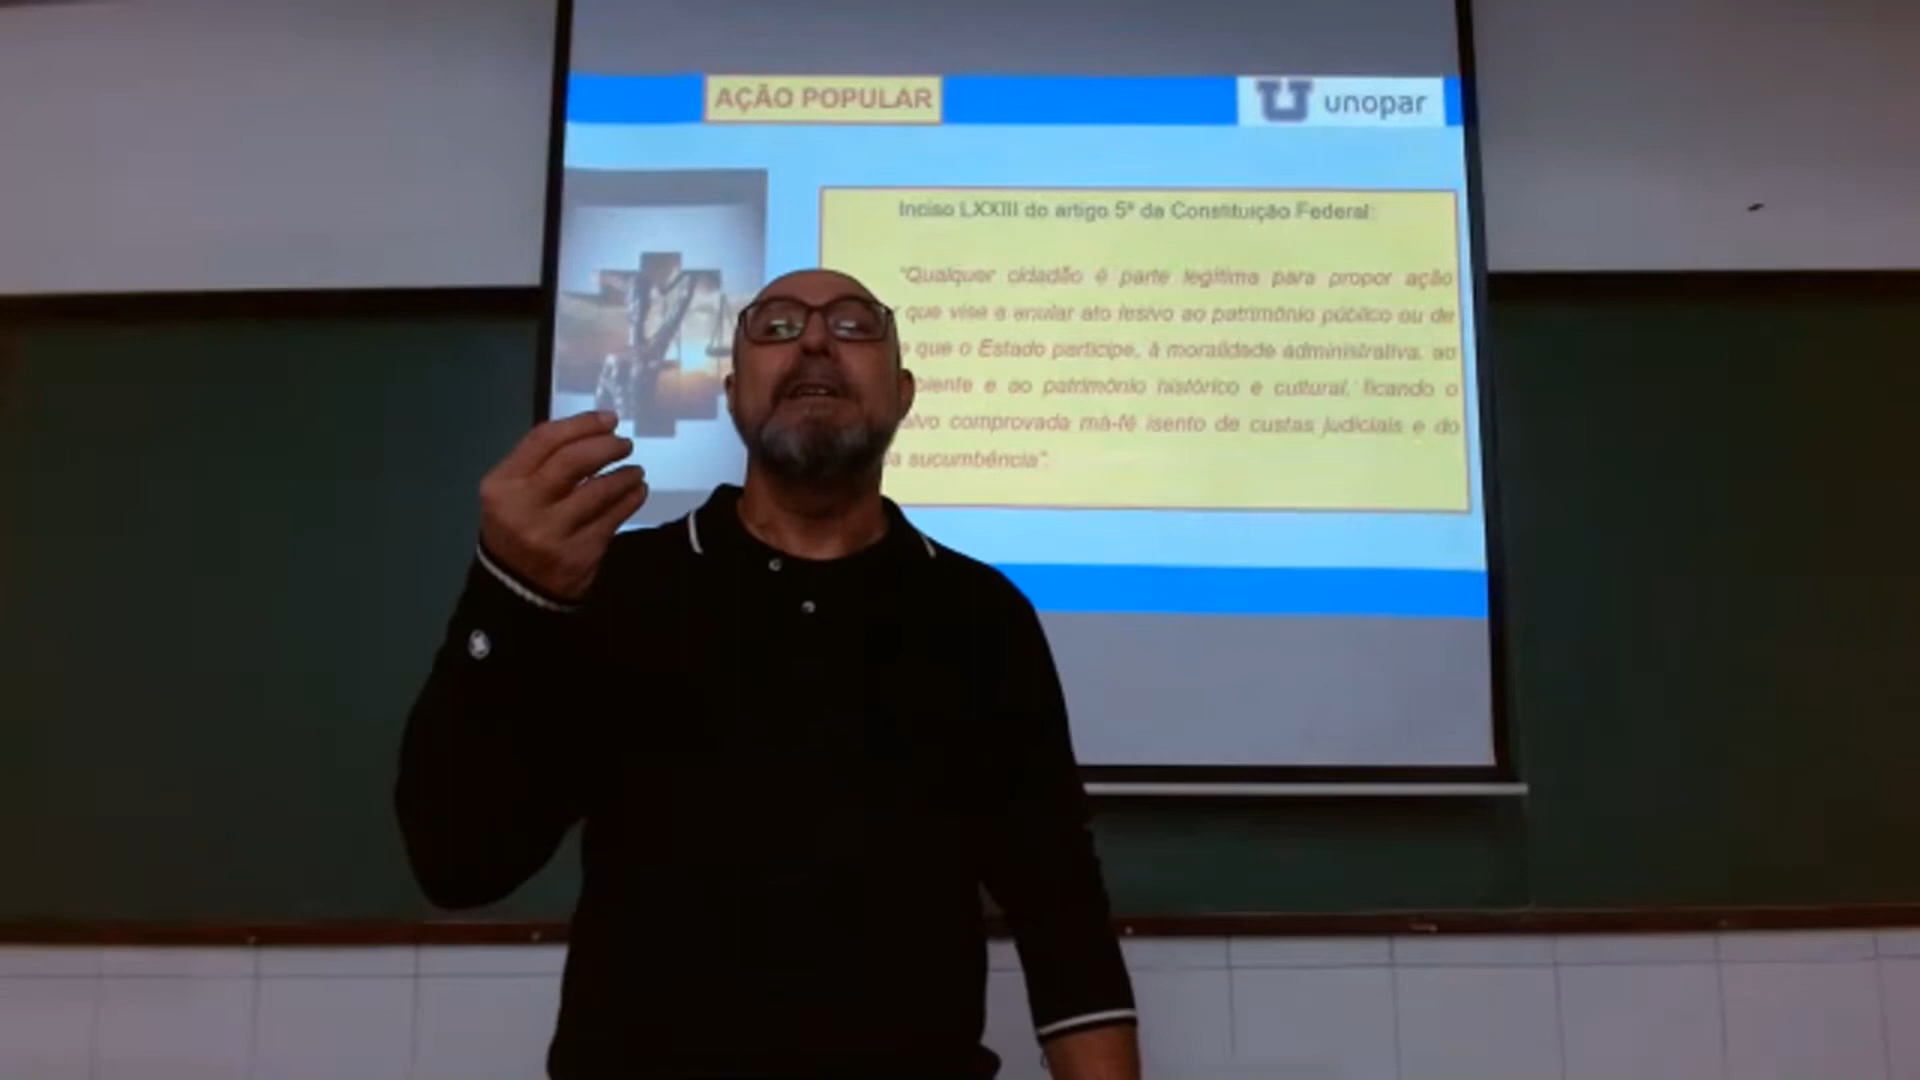 AÇÃO POPULAR
unopar
Inciso LXXIII do artigo 5º da Constituição Federal:
"Qualquer cidadão é parte legítima para propor ação
que vise a anular ato lesivo ao patrimônio público ou de
que o Estado participe, à moralidade administrativa, ao
biente e ao patrimônio histórico e cultural, ficando o
alvo comprovada má-fé isento de custas judiciais e do
a sucumbência".